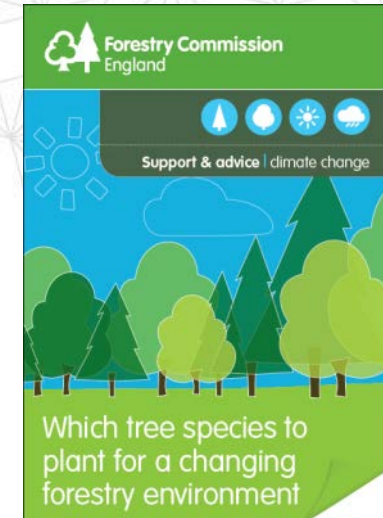 Forestry Commission
England
Support & advice | climate change
Which tree species to
plant for a changing
forestry environment